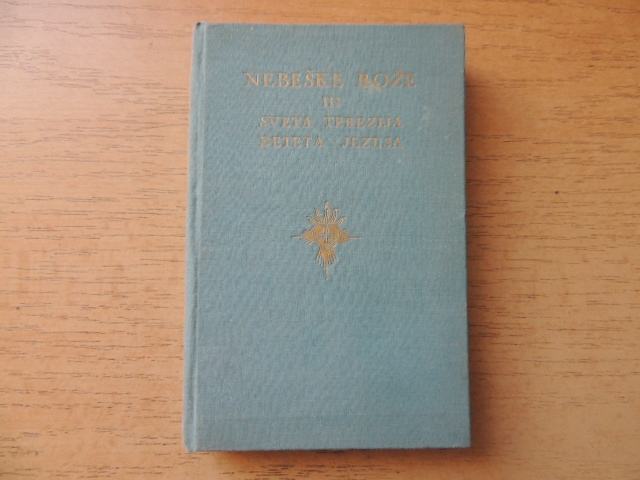 NEBEŠKE ROŽE
III
SVETA TEREZIJA
DETETA JEZUSA